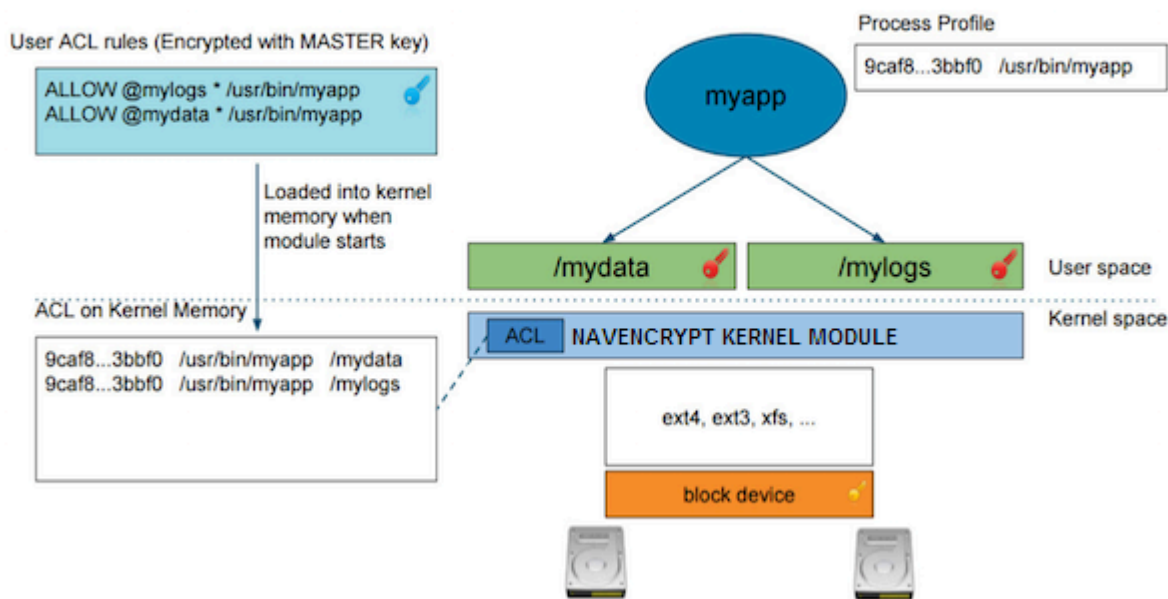 User ACL rules (Encrypted with MASTER key)
ALLOW @mylogs * /usr/bin/myapp
ALLOW @mydata * /usr/bin/myapp
Loaded into kernel
memory when
module starts
ACL on Kernel Memory
9caf8...3bbf0 /usr/bin/myapp /mydata
9caf8...3bbf0 /usr/bin/myapp /mylogs
Process Profile
9caf8...3bbf0 /usr/bin/myapp
myapp
/mydata
/mylogs
User space
Kernel space
ACL
NAVENCRYPT KERNEL MODULE
ext4, ext3, xfs, ...
block device